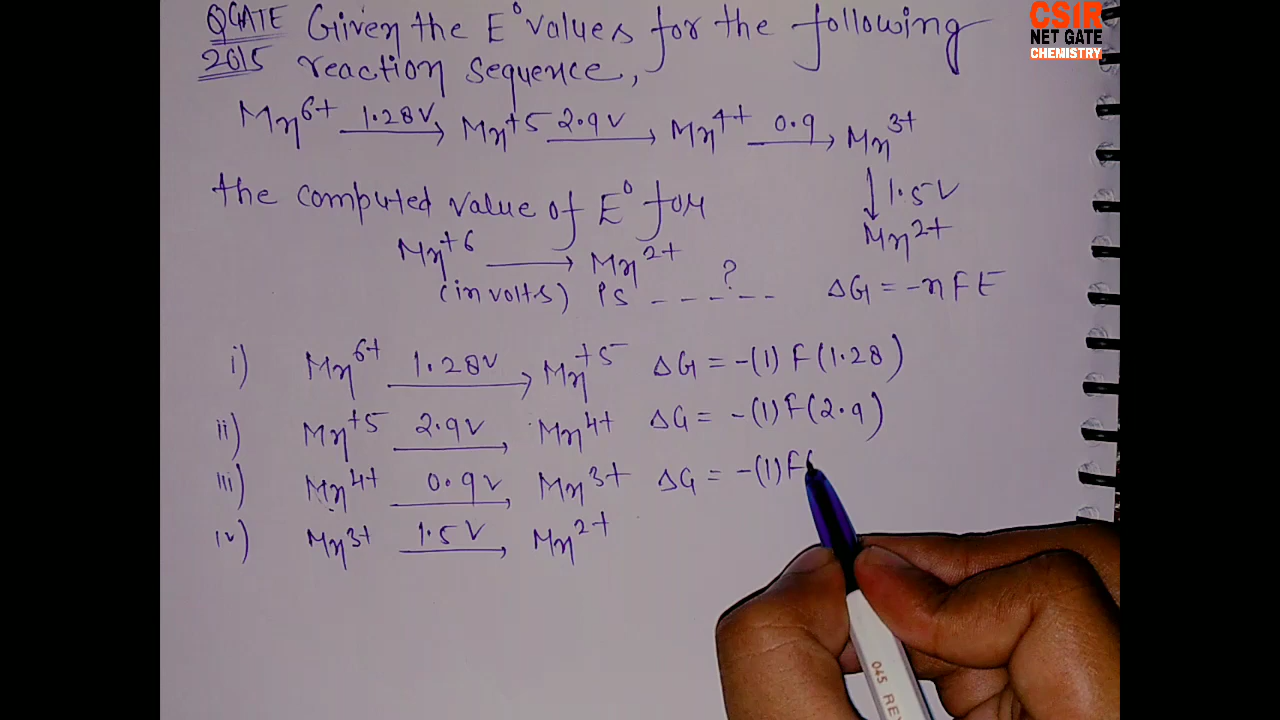 QGATE 2015 Given the E° values for the following
reaction sequence,
Mn6+ 1.28V → Mn+5 2.9V → Mn4+ 0.9 → Mn3+
↓ 1.5V
Mn2+
the computed value of E° for
Mn+6 → Mn2+
(in volts) is ------ ?
ΔG = -nFE
i) Mn6+ 1.28V → Mn+5 ΔG = -(1) F(1.28)
ii) Mn+5 2.9V → Mn4+ ΔG = -(1) F(2.9)
iii) Mn4+ 0.9V → Mn3+ ΔG = -(1) F(
iv) Mn3+ 1.5V → Mn2+
CSIR
NET GATE
CHEMISTRY
045 REY